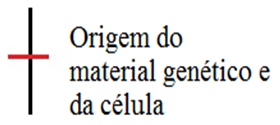 Origem do
material genético e
da célula